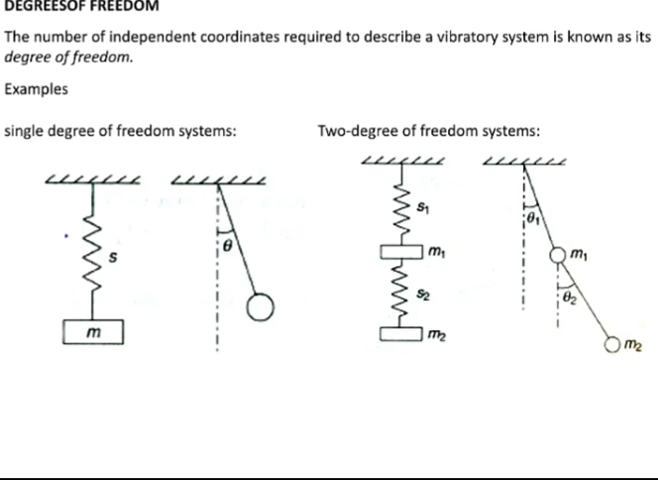 DEGREESOF FREEDOM
The number of independent coordinates required to describe a vibratory system is known as its
degree of freedom.
Examples
single degree of freedom systems:
Two-degree of freedom systems:
s
m
θ
s1
m1
s2
m2
θ1
m1
θ2
m2